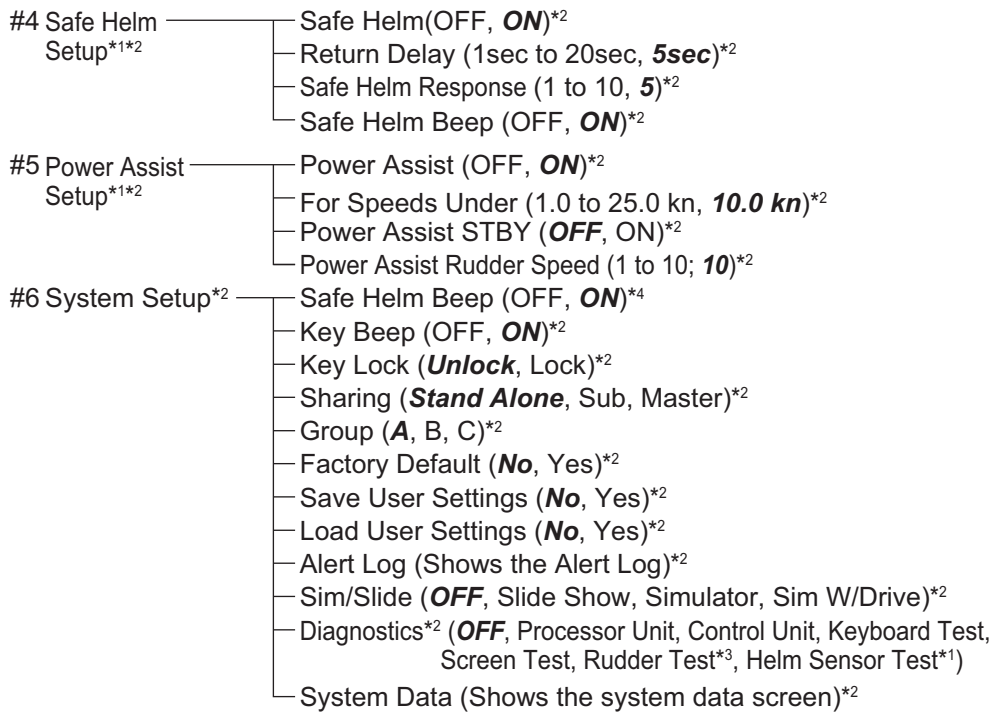 #4 Safe Helm Setup*1*2
Safe Helm(OFF, ON)*2
Return Delay (1sec to 20sec, 5sec)*2
Safe Helm Response (1 to 10, 5)*2
Safe Helm Beep (OFF, ON)*2
#5 Power Assist Setup*1*2
Power Assist (OFF, ON)*2
For Speeds Under (1.0 to 25.0 kn, 10.0 kn)*2
Power Assist STBY (OFF, ON)*2
Power Assist Rudder Speed (1 to 10; 10)*2
#6 System Setup*2
Safe Helm Beep (OFF, ON)*4
Key Beep (OFF, ON)*2
Key Lock (Unlock, Lock)*2
Sharing (Stand Alone, Sub, Master)*2
Group (A, B, C)*2
Factory Default (No, Yes)*2
Save User Settings (No, Yes)*2
Load User Settings (No, Yes)*2
Alert Log (Shows the Alert Log)*2
Sim/Slide (OFF, Slide Show, Simulator, Sim W/Drive)*2
Diagnostics*2 (OFF, Processor Unit, Control Unit, Keyboard Test,
Screen Test, Rudder Test*3, Helm Sensor Test*1)
System Data (Shows the system data screen)*2